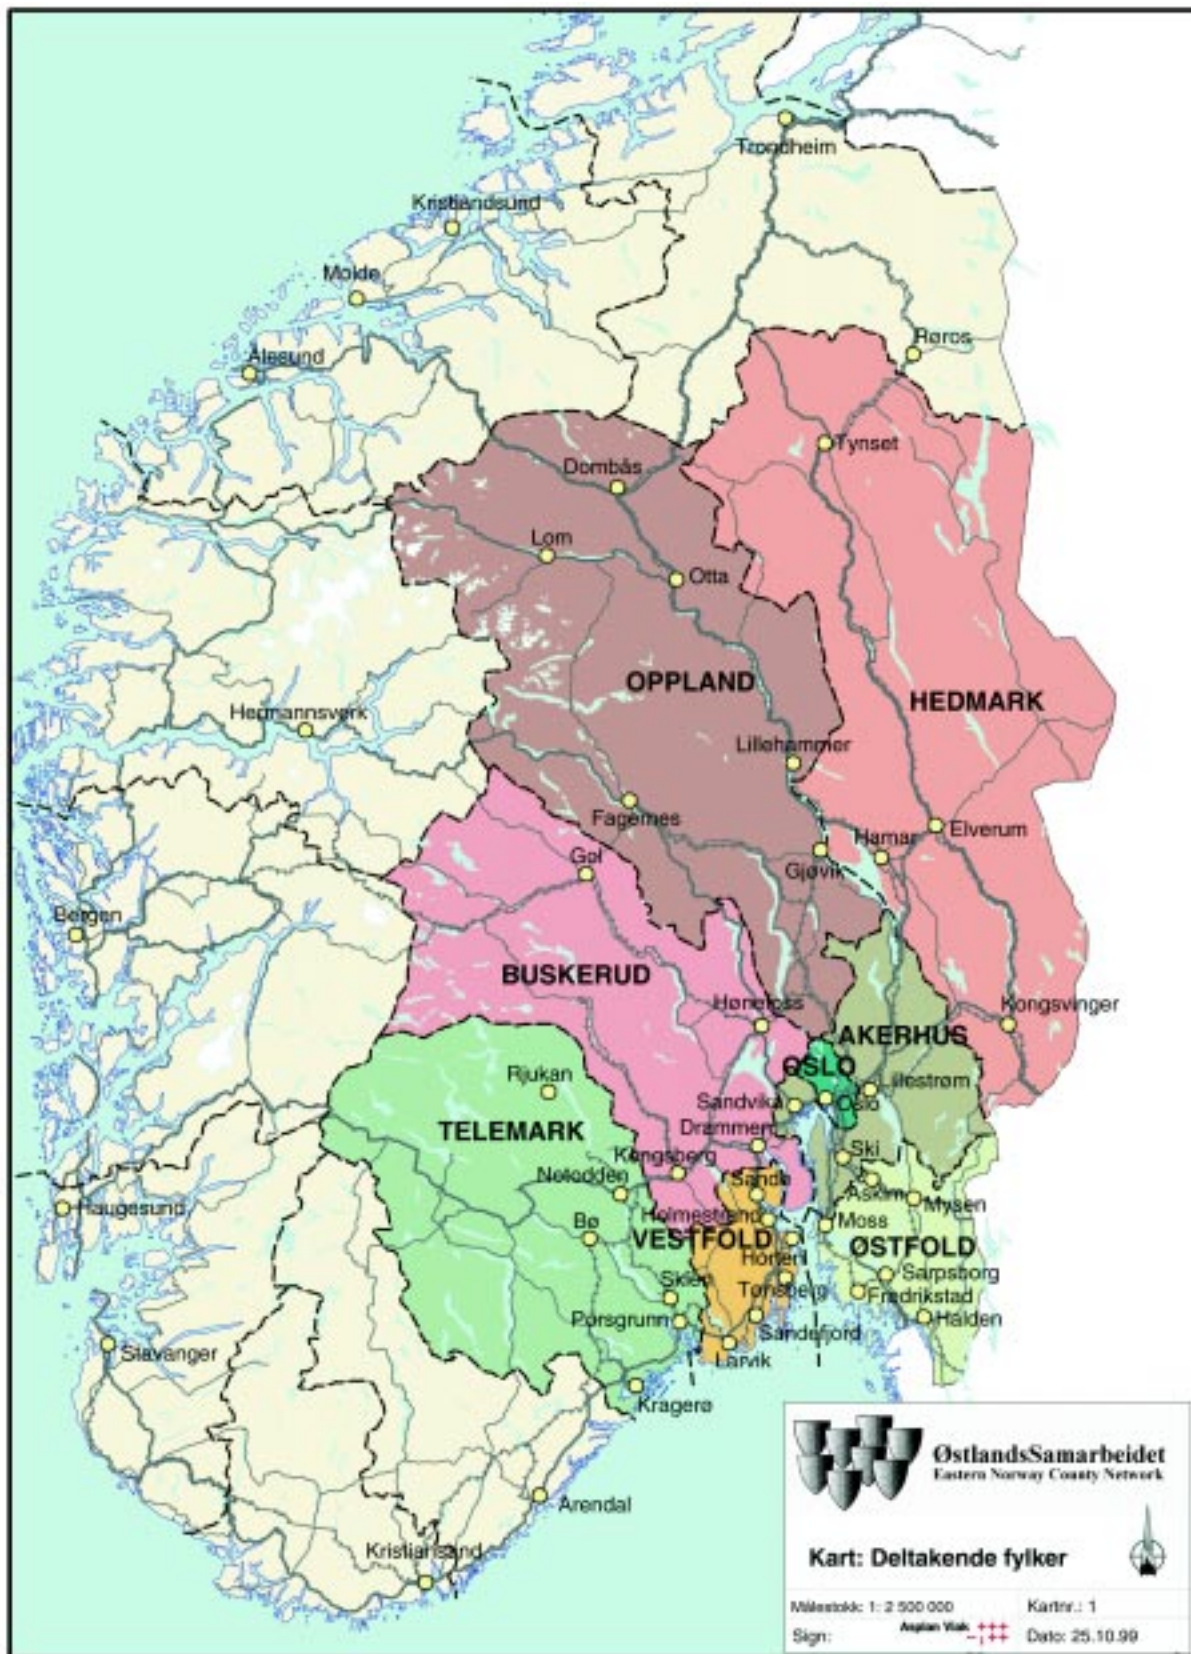 Trondheim
Kristiandsund
Molde
Ålesund
Røros
Tynset
Dombås
Lom
Otta
OPPLAND
HEDMARK
Hermannsverk
Lillehammer
Fagernes
Elverum
Hamar
Gjøvik
Gol
Bergen
BUSKERUD
Hønefoss
Kongsvinger
AKERHUS
OSLO
Rjukan
Lillestrøm
Sandvika
Oslo
TELEMARK
Drammen
Ski
Kongsberg
Notodden
Sande
Askim
Mysen
Haugesund
Holmestrand
Bø
Moss
VESTFOLD
ØSTFOLD
Horten
Sarpsborg
Skien
Tønsberg
Fredrikstad
Porsgrunn
Halden
Sandefjord
Stavanger
Larvik
Kragerø
Arendal
Kristiansand
ØstlandsSamarbeidet
Eastern Norway County Network
Kart: Deltakende fylker
Målestokk: 1: 2 500 000
Kartnr.: 1
Sign:
Asplan Viak
Dato: 25.10.99